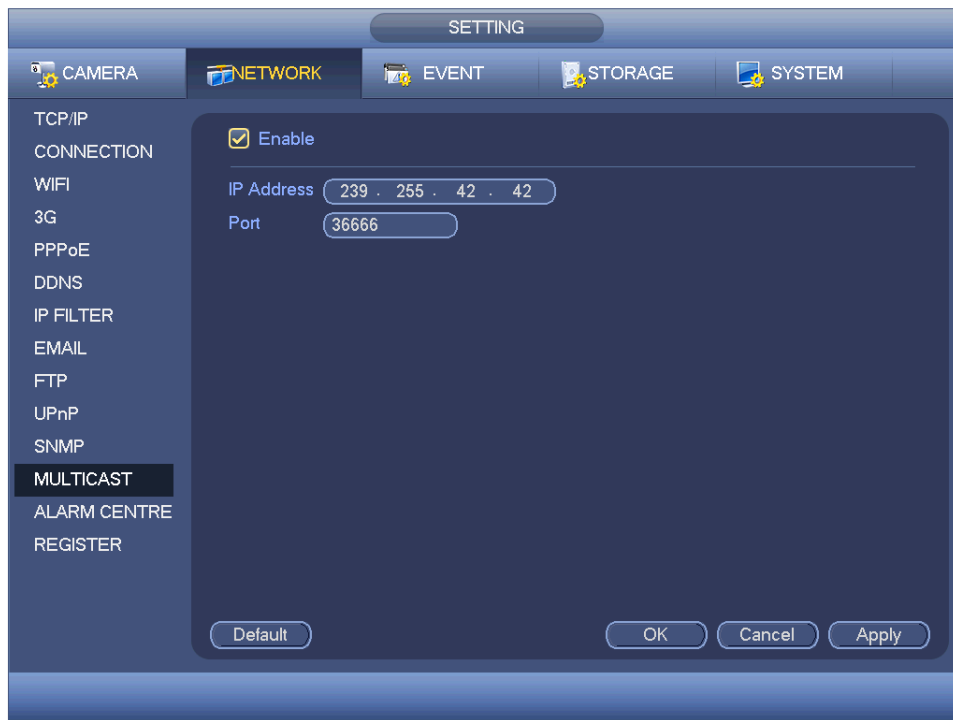 SETTING
CAMERA
NETWORK
EVENT
STORAGE
SYSTEM
TCP/IP
CONNECTION
WIFI
3G
PPPoE
DDNS
IP FILTER
EMAIL
FTP
UPnP
SNMP
MULTICAST
ALARM CENTRE
REGISTER
Enable
IP Address 239 . 255 . 42 . 42
Port 36666
Default
OK
Cancel
Apply